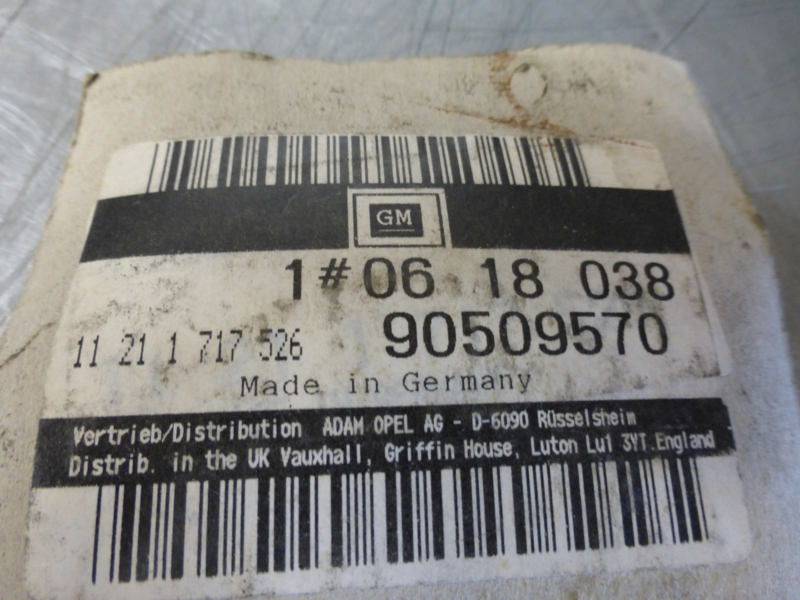 GM
1#06 18 038
11 21 1 717 526 90509570
Made in Germany
Vertrieb/Distribution ADAM OPEL AG - D-6090 Rüsselsheim
Distrib. in the UK Vauxhall, Griffin House, Luton Lu1 3YT.England